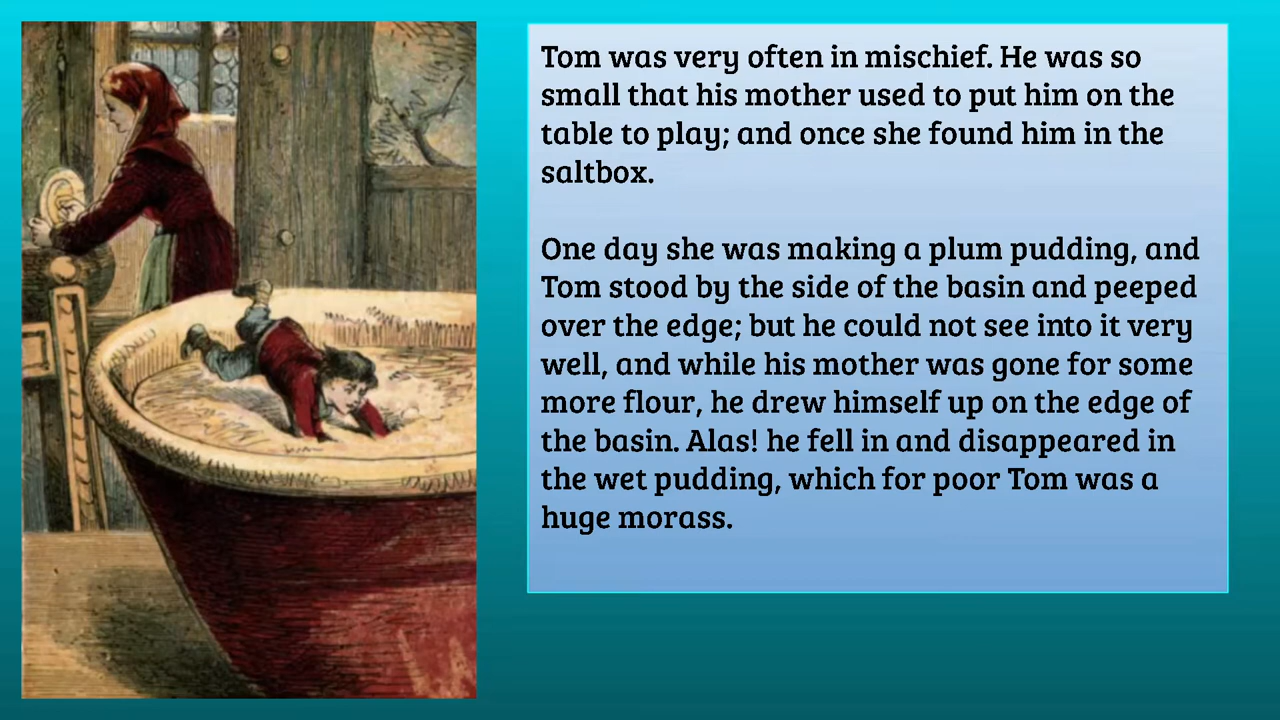 Tom was very often in mischief. He was so
small that his mother used to put him on the
table to play; and once she found him in the
saltbox.
One day she was making a plum pudding, and
Tom stood by the side of the basin and peeped
over the edge; but he could not see into it very
well, and while his mother was gone for some
more flour, he drew himself up on the edge of
the basin. Alas! he fell in and disappeared in
the wet pudding, which for poor Tom was a
huge morass.